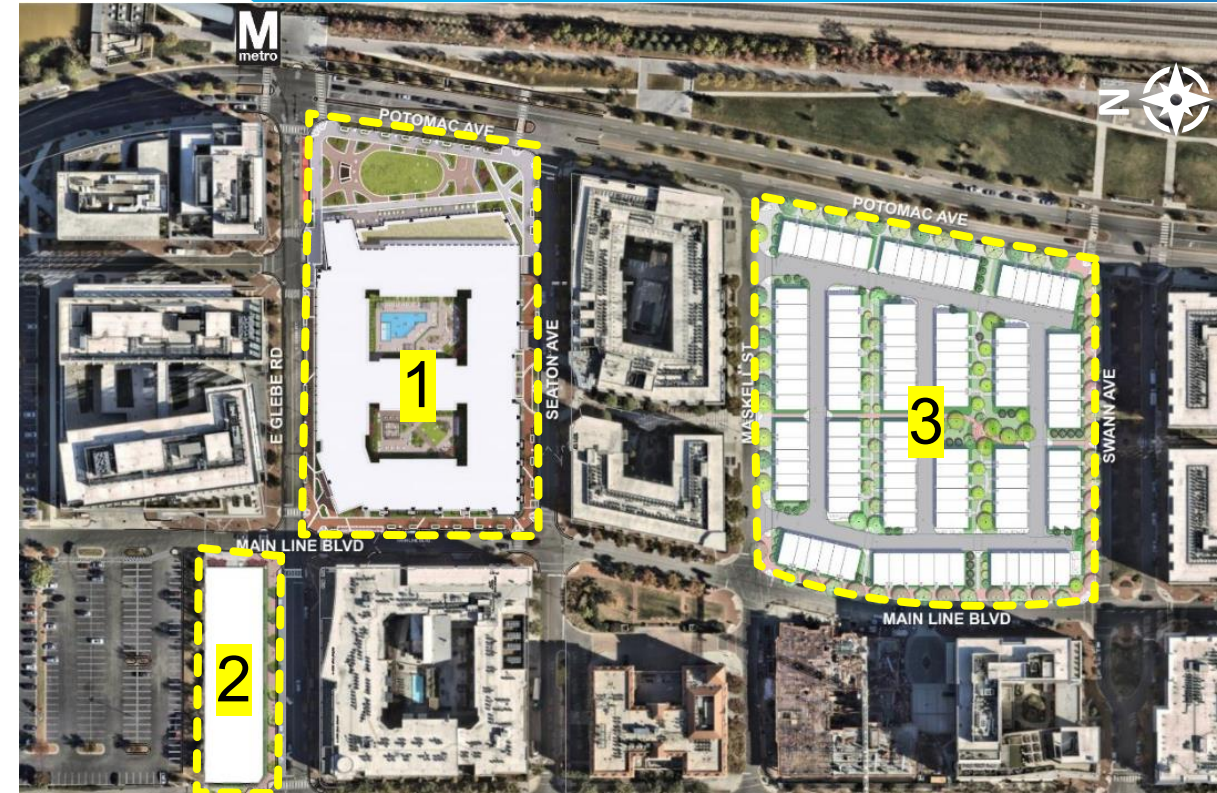 M
metro
POTOMAC AVE
N
POTOMAC AVE
E GLEBE RD
SEATON AVE
MASKELL ST
SWANN AVE
1
3
MAIN LINE BLVD
MAIN LINE BLVD
2